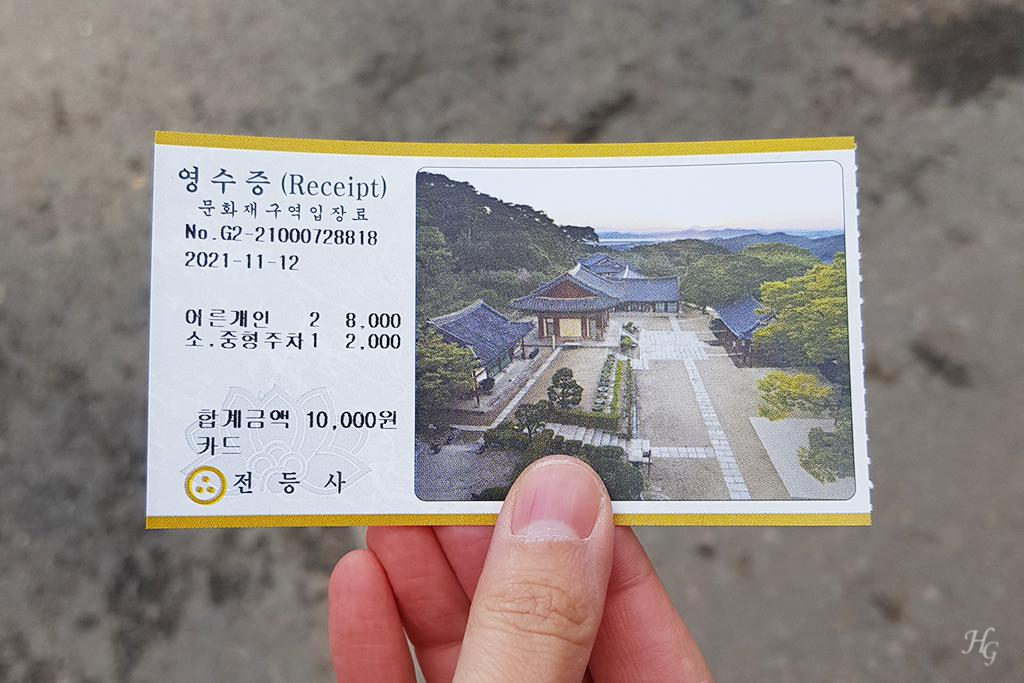 영수증 (Receipt)
문화재구역입장료
No.G2-21000728818
2021-11-12
어른개인 2 8,000
소.중형주차1 2,000
합계금액 10,000원
카드
전등사
HG